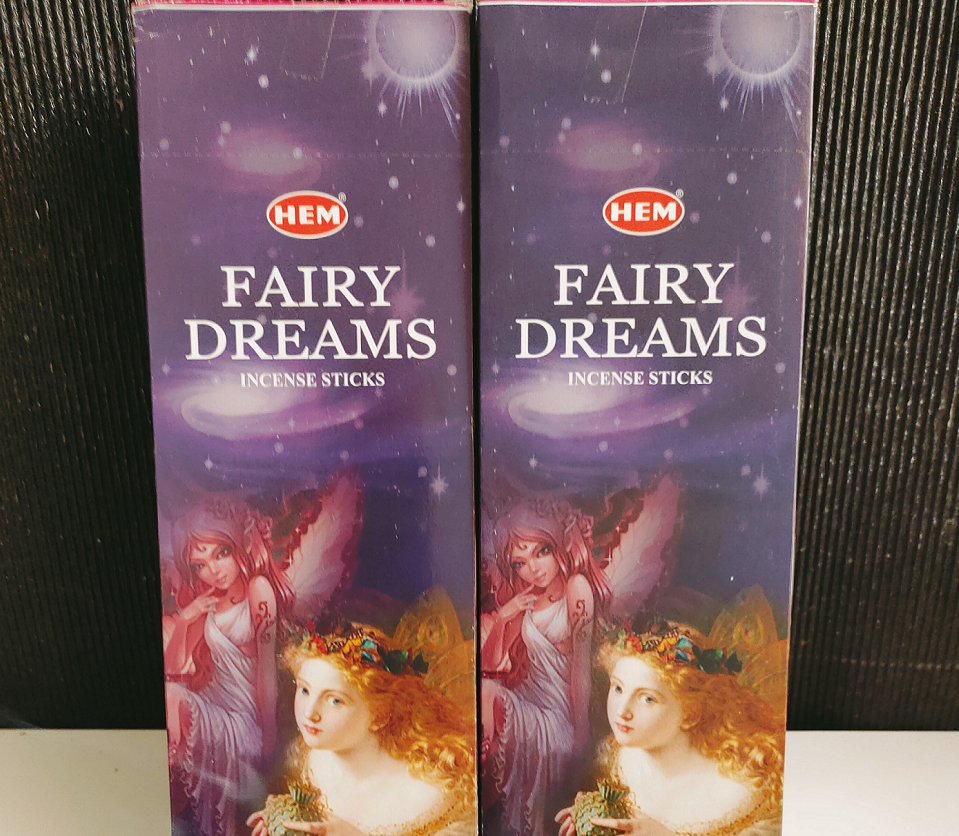 HEM®
FAIRY
DREAMS
INCENSE STICKS
HEM®
FAIRY
DREAMS
INCENSE STICKS